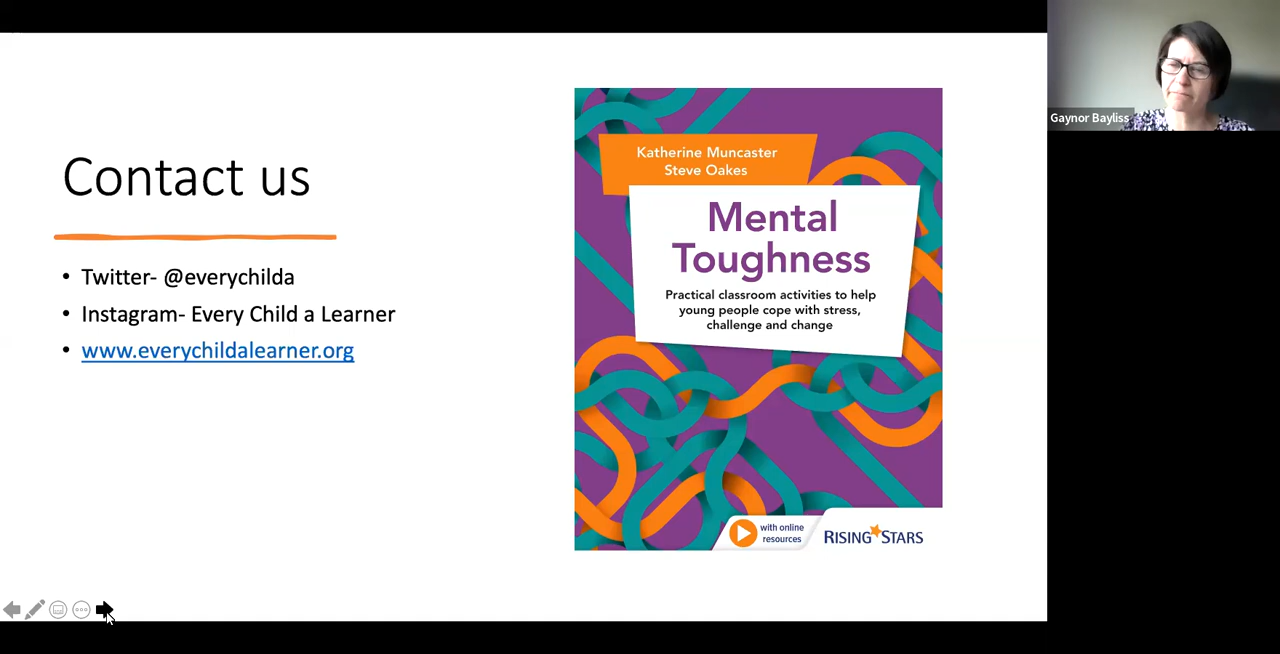 Contact us
• Twitter- @everychilda
• Instagram- Every Child a Learner
• www.everychildalearner.org
Katherine Muncaster
Steve Oakes
Mental
Toughness
Practical classroom activities to help
young people cope with stress,
challenge and change
with online
resources
RISING STARS
Gaynor Bayliss